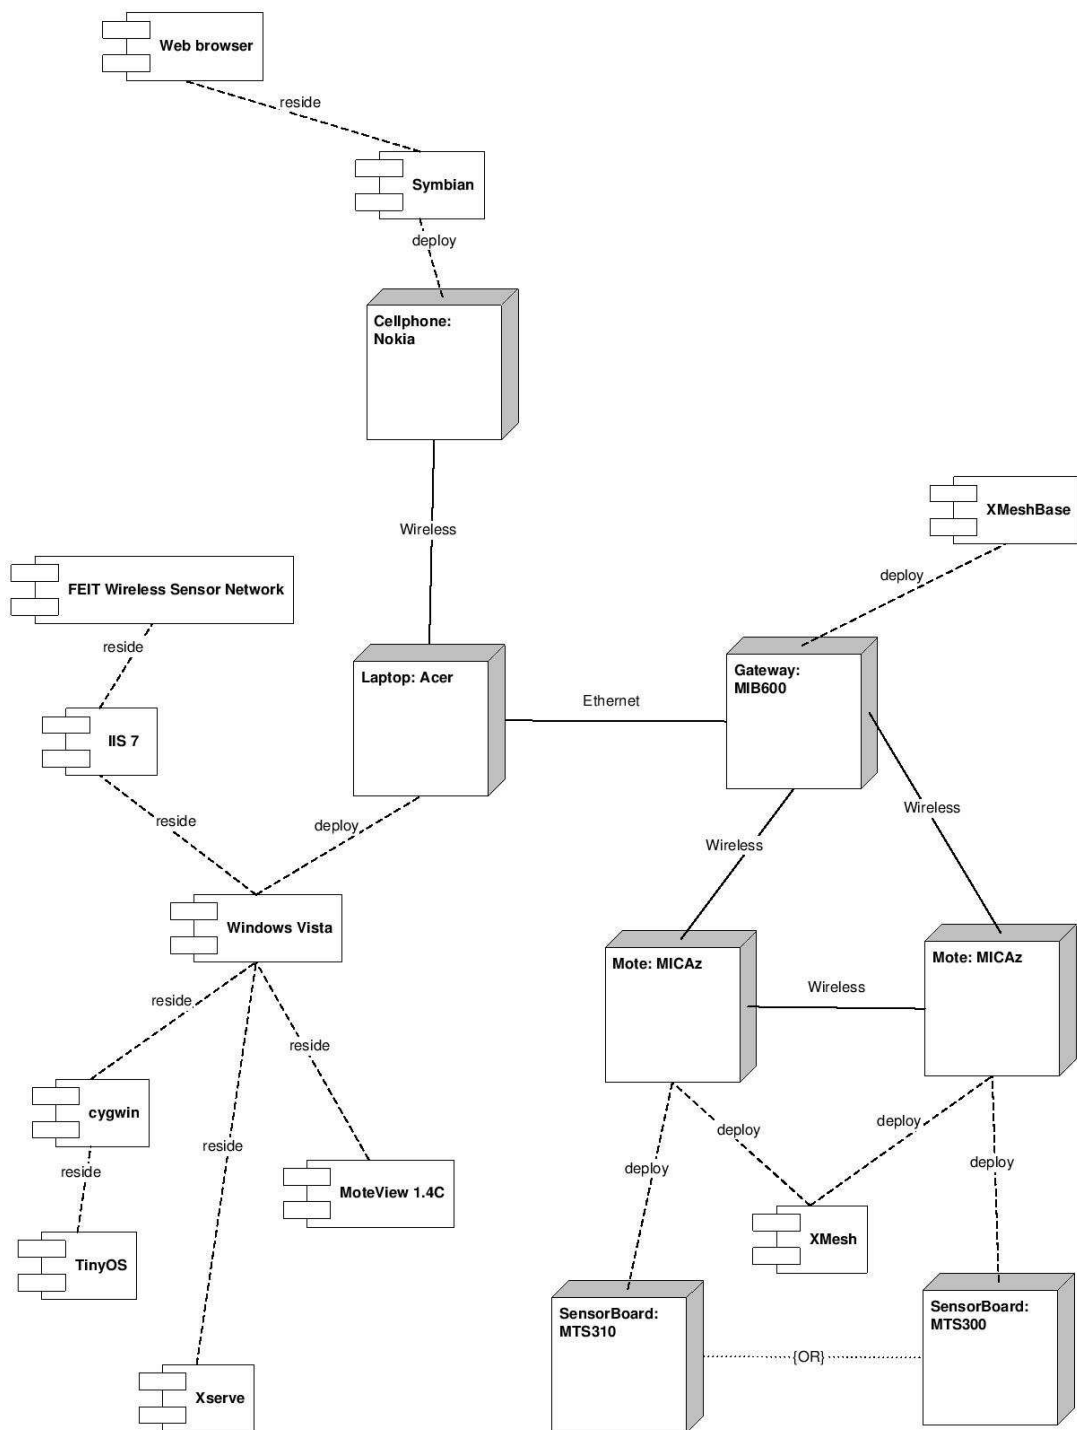 Web browser
reside
Symbian
deploy
Cellphone:
Nokia
Wireless
XMeshBase
deploy
FEIT Wireless Sensor Network
reside
Laptop: Acer
Gateway:
MIB600
Ethernet
IIS 7
reside
deploy
Wireless
Wireless
Windows Vista
Mote: MICAz
Mote: MICAz
Wireless
reside
reside
cygwin
reside
reside
MoteView 1.4C
TinyOS
Xserve
deploy
deploy
deploy
deploy
XMesh
SensorBoard:
MTS310
SensorBoard:
MTS300
{OR}